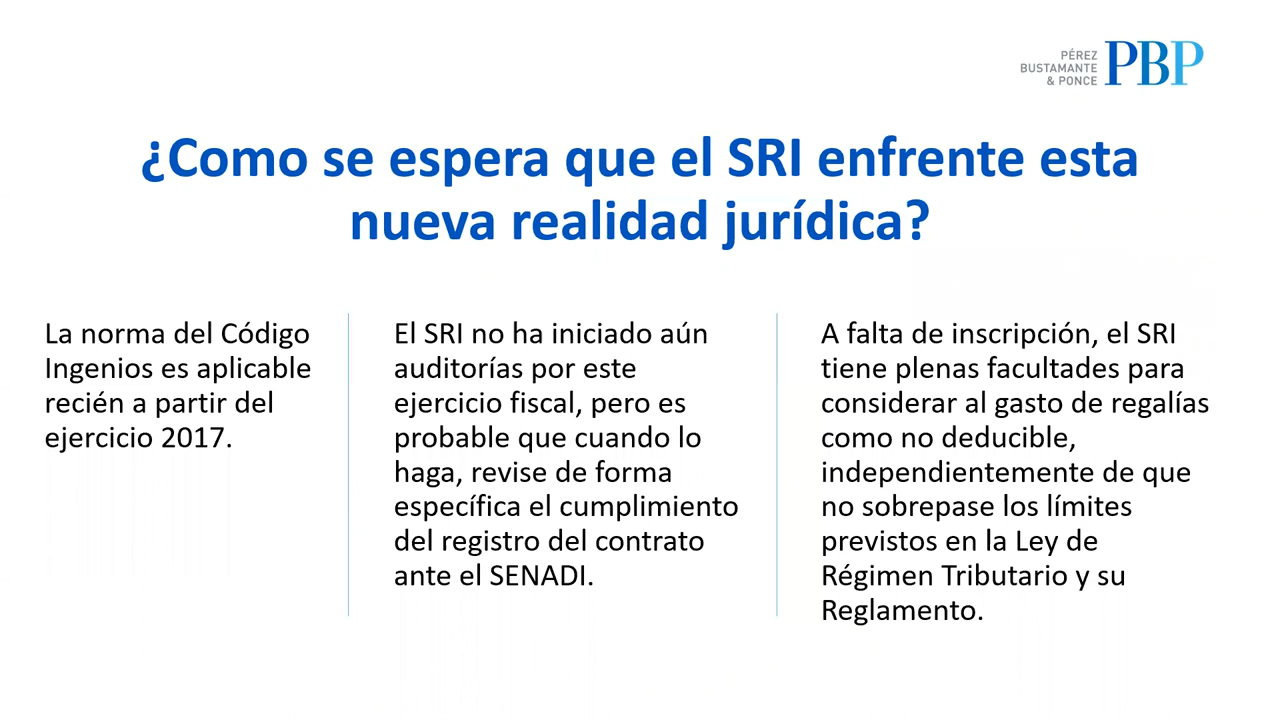 PÉREZ
BUSTAMANTE
& PONCE
PBP
¿Como se espera que el SRI enfrente esta
nueva realidad jurídica?
La norma del Código
Ingenios es aplicable
recién a partir del
ejercicio 2017.
El SRI no ha iniciado aún
auditorías por este
ejercicio fiscal, pero es
probable que cuando lo
haga, revise de forma
específica el cumplimiento
del registro del contrato
ante el SENADI.
A falta de inscripción, el SRI
tiene plenas facultades para
considerar al gasto de regalías
como no deducible,
independientemente de que
no sobrepase los límites
previstos en la Ley de
Régimen Tributario y su
Reglamento.